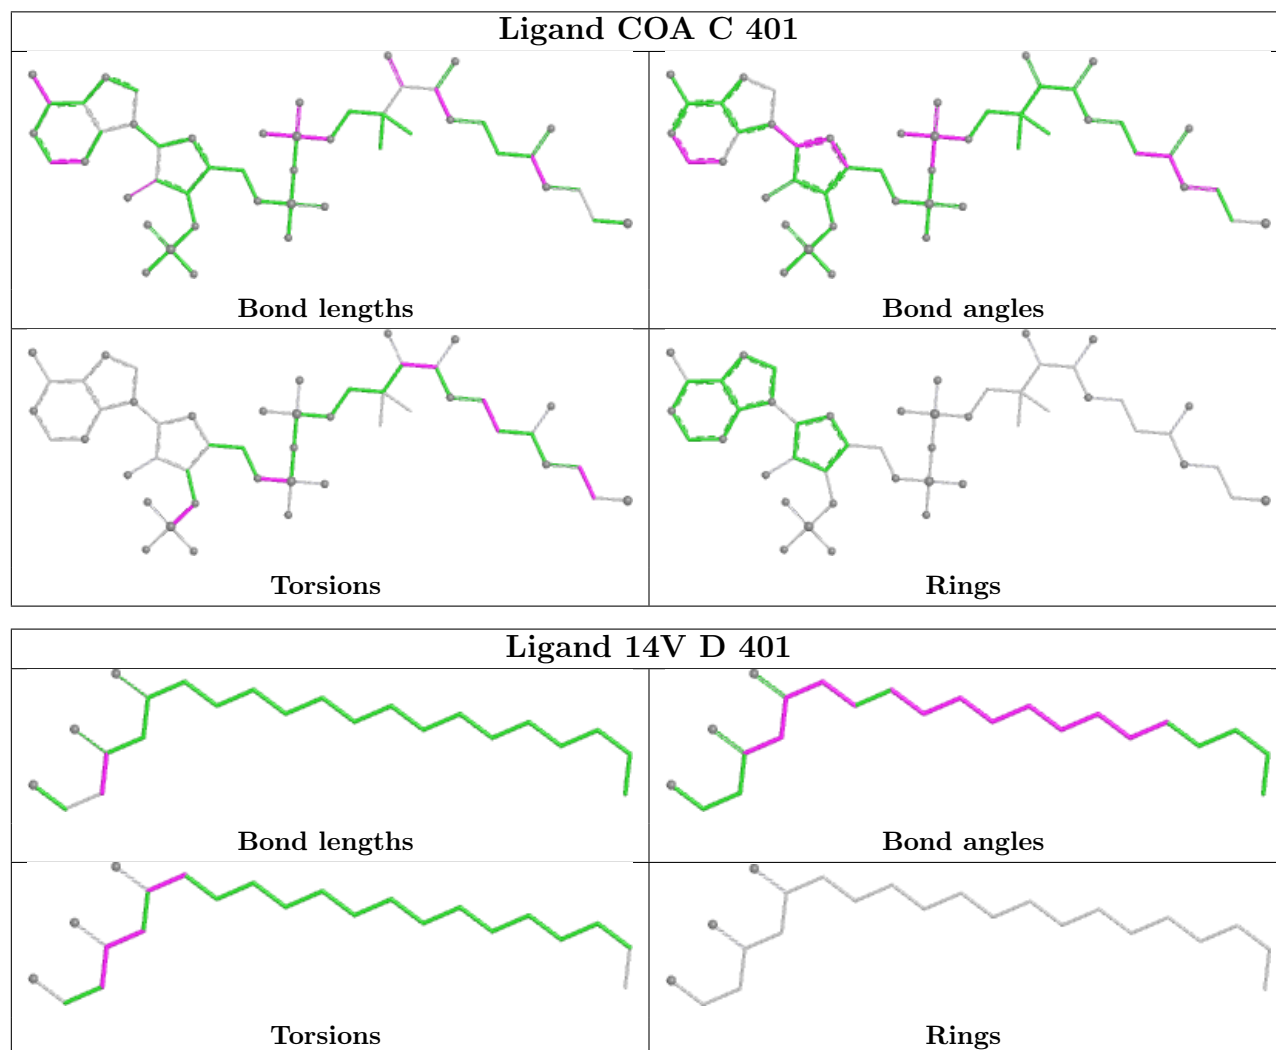 Ligand COA C 401
Bond lengths
Bond angles
Torsions
Rings
Ligand 14V D 401
Bond lengths
Bond angles
Torsions
Rings